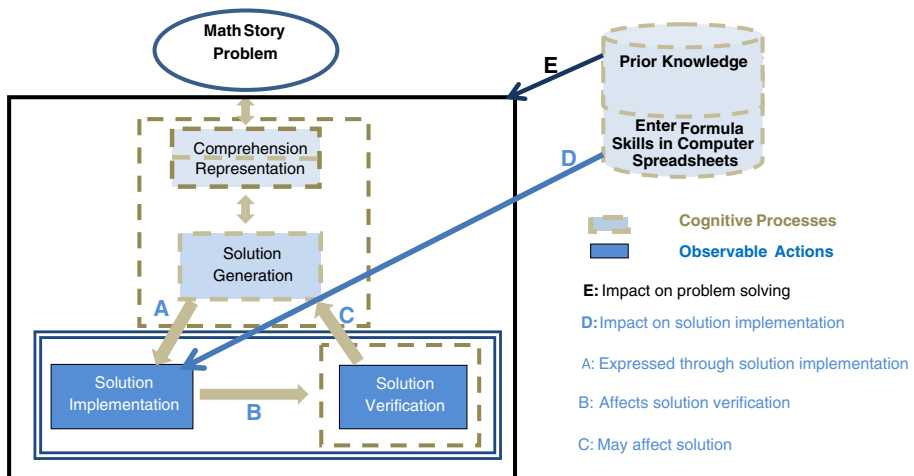 Math Story
Problem
E
Prior Knowledge
Enter Formula
Skills in Computer
Spreadsheets
D
Comprehension
Representation
Solution
Generation
A
C
Solution
Implementation
B
Solution
Verification
Cognitive Processes
Observable Actions
E: Impact on problem solving
D: Impact on solution implementation
A: Expressed through solution implementation
B: Affects solution verification
C: May affect solution